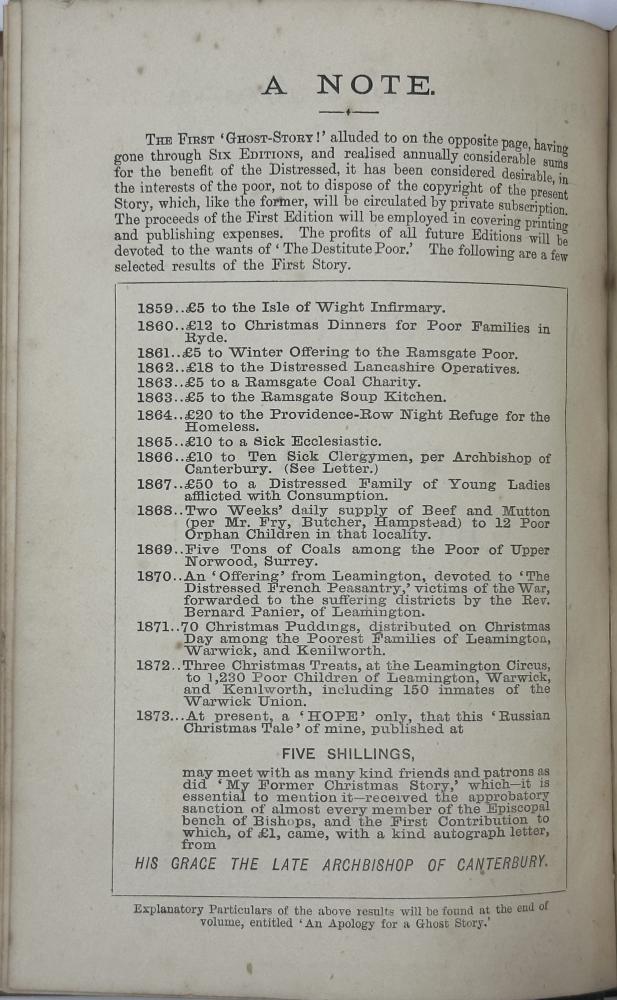 A NOTE.
THE FIRST ‘GHOST-STORY!’ alluded to on the opposite page, having
gone through SIX EDITIONS, and realised annually considerable sums
for the benefit of the Distressed, it has been considered desirable, in
the interests of the poor, not to dispose of the copyright of the present
Story, which, like the former, will be circulated by private subscription.
The proceeds of the First Edition will be employed in covering printing
and publishing expenses. The profits of all future Editions will be
devoted to the wants of ‘The Destitute Poor.’ The following are a few
selected results of the First Story.
1859..£5 to the Isle of Wight Infirmary.
1860..£12 to Christmas Dinners for Poor Families in
Ryde.
1861..£5 to Winter Offering to the Ramsgate Poor.
1862..£18 to the Distressed Lancashire Operatives.
1863..£5 to a Ramsgate Coal Charity.
1863..£5 to the Ramsgate Soup Kitchen.
1864..£20 to the Providence-Row Night Refuge for the
Homeless.
1865..£10 to a Sick Ecclesiastic.
1866..£10 to Ten Sick Clergymen, per Archbishop of
Canterbury. (See Letter.)
1867..£50 to a Distressed Family of Young Ladies
afflicted with Consumption.
1868..Two Weeks’ daily supply of Beef and Mutton
(per Mr. Fry, Butcher, Hampstead) to 12 Poor
Orphan Children in that locality.
1869..Five Tons of Coals among the Poor of Upper
Norwood, Surrey.
1870..An ‘Offering’ from Leamington, devoted to ‘The
Distressed French Peasantry,’ victims of the War,
forwarded to the suffering districts by the Rev.
Bernard Panier, of Leamington.
1871..70 Christmas Puddings, distributed on Christmas
Day among the Poorest Families of Leamington,
Warwick, and Kenilworth.
1872..Three Christmas Treats, at the Leamington Circus,
to 1,230 Poor Children of Leamington, Warwick,
and Kenilworth, including 150 inmates of the
Warwick Union.
1873...At present, a ‘HOPE’ only, that this ‘Russian
Christmas Tale’ of mine, published at
FIVE SHILLINGS,
may meet with as many kind friends and patrons as
did ‘My Former Christmas Story,’ which—it is
essential to mention it—received the approbatory
sanction of almost every member of the Episcopal
bench of Bishops, and the First Contribution to
which, of £1, came, with a kind autograph letter,
from
HIS GRACE THE LATE ARCHBISHOP OF CANTERBURY.
Explanatory Particulars of the above results will be found at the end of
volume, entitled ‘An Apology for a Ghost Story.’